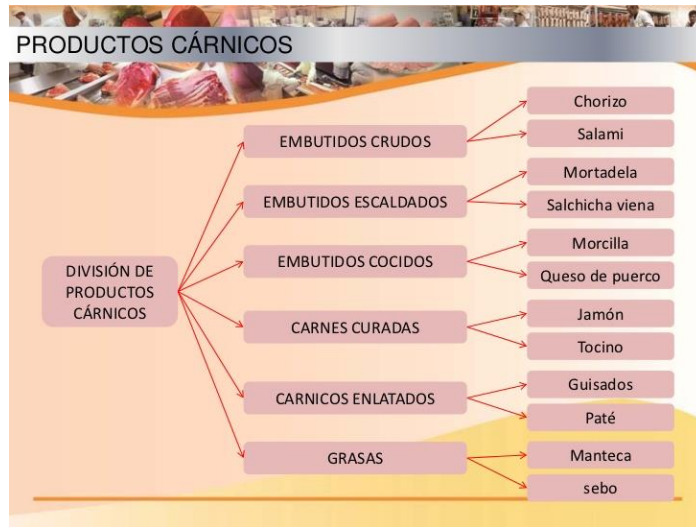 PRODUCTOS CÁRNICOS
DIVISIÓN DE
PRODUCTOS
CÁRNICOS
EMBUTIDOS CRUDOS
Chorizo
Salami
EMBUTIDOS ESCALDADOS
Mortadela
Salchicha viena
EMBUTIDOS COCIDOS
Morcilla
Queso de puerco
CARNES CURADAS
Jamón
Tocino
CARNICOS ENLATADOS
Guisados
Paté
GRASAS
Manteca
sebo